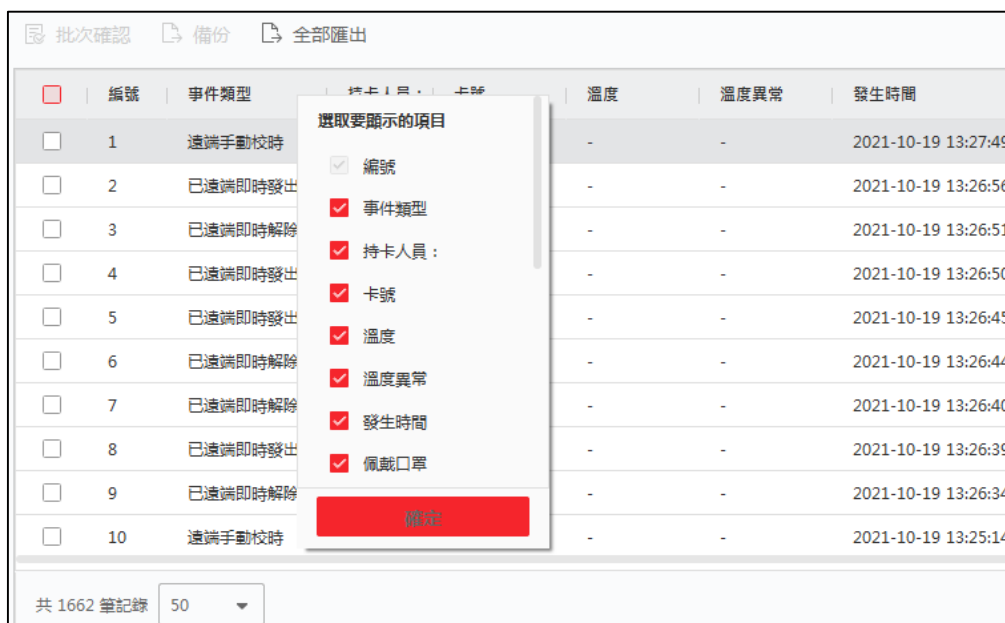 批次確認 備份 全部匯出
編號 事件類型 持卡人員： 卡號 溫度 溫度異常 發生時間
選取要顯示的項目
編號
事件類型
持卡人員：
卡號
溫度
溫度異常
發生時間
佩戴口罩
確定
1 遠端手動校時 - - 2021-10-19 13:27:49
2 已遠端即時發出 - - 2021-10-19 13:26:56
3 已遠端即時解除 - - 2021-10-19 13:26:51
4 已遠端即時發出 - - 2021-10-19 13:26:50
5 已遠端即時發出 - - 2021-10-19 13:26:45
6 已遠端即時解除 - - 2021-10-19 13:26:44
7 已遠端即時解除 - - 2021-10-19 13:26:40
8 已遠端即時發出 - - 2021-10-19 13:26:39
9 已遠端即時解除 - - 2021-10-19 13:26:34
10 遠端手動校時 - - 2021-10-19 13:25:14
共 1662 筆記錄 50